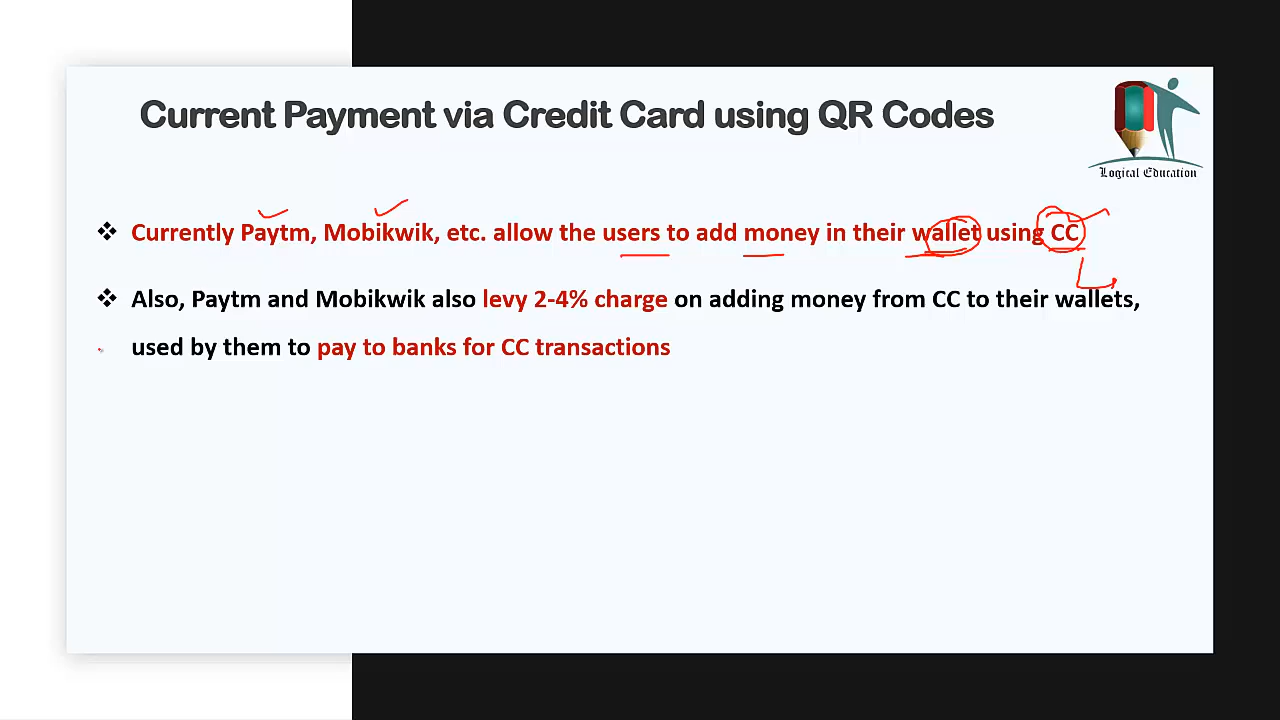 Current Payment via Credit Card using QR Codes
Logical Education
❖ Currently Paytm, Mobikwik, etc. allow the users to add money in their wallet using CC
❖ Also, Paytm and Mobikwik also levy 2-4% charge on adding money from CC to their wallets,
used by them to pay to banks for CC transactions